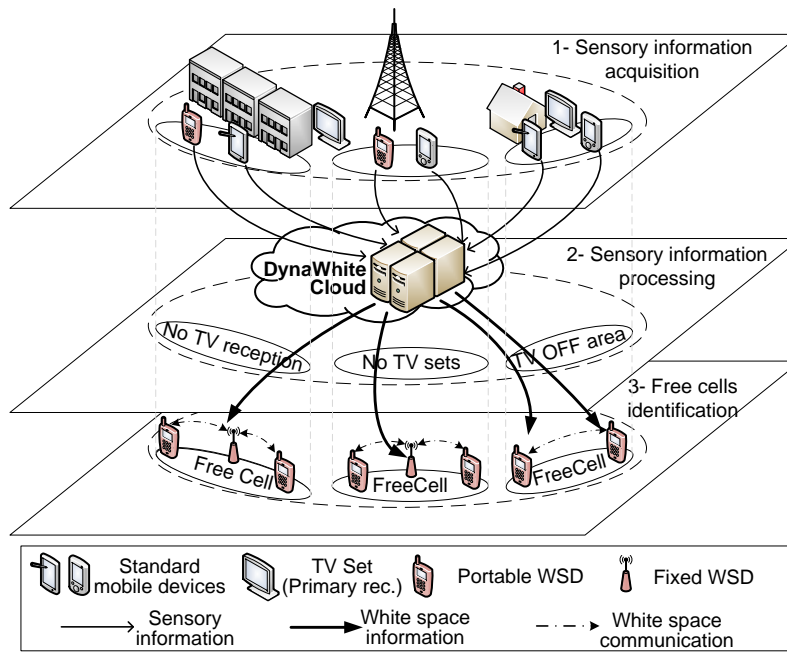 1- Sensory information
acquisition
DynaWhite
Cloud
2- Sensory information
processing
No TV reception
No TV sets
TV OFF area
3- Free cells
identification
Free Cell
FreeCell
FreeCell
Standard
mobile devices
TV Set
(Primary rec.)
Portable WSD
Fixed WSD
Sensory
information
White space
information
White space
communication